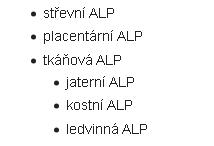 střevní ALP
placentární ALP
tkáňová ALP
jaterní ALP
kostní ALP
ledvinná ALP